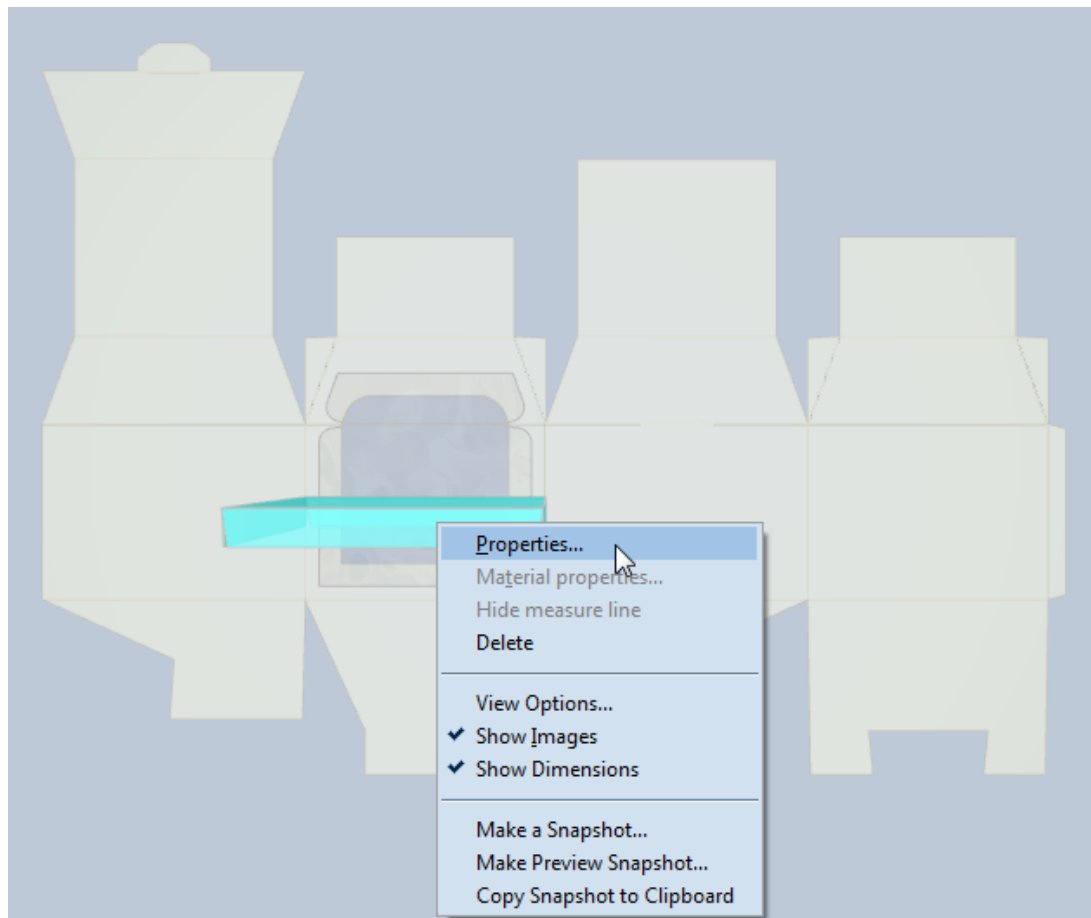 Properties...
Material properties...
Hide measure line
Delete
View Options...
Show Images
Show Dimensions
Make a Snapshot...
Make Preview Snapshot...
Copy Snapshot to Clipboard